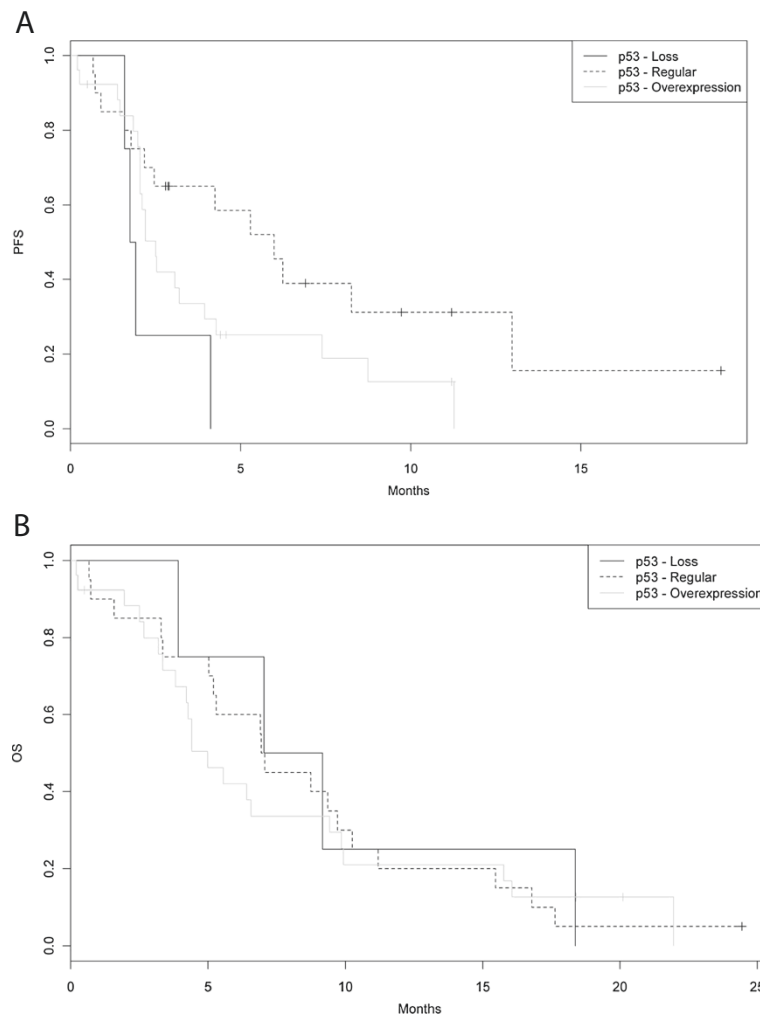 A
p53 - Loss
p53 - Regular
p53 - Overexpression
PFS
1.0
0.8
0.6
0.4
0.2
0.0
0 5 10 15
Months
B
p53 - Loss
p53 - Regular
p53 - Overexpression
OS
1.0
0.8
0.6
0.4
0.2
0.0
0 5 10 15 20 25
Months